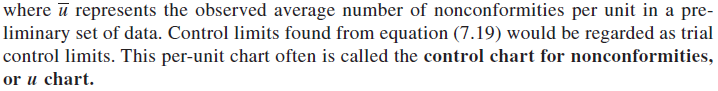 where u̅ represents the observed average number of nonconformities per unit in a pre-
liminary set of data. Control limits found from equation (7.19) would be regarded as trial
control limits. This per-unit chart often is called the control chart for nonconformities,
or u chart.